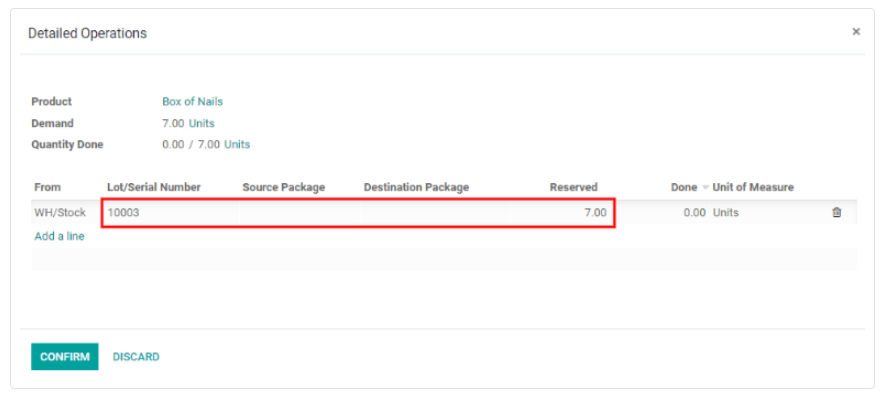 Detailed Operations ×
Product Box of Nails
Demand 7.00 Units
Quantity Done 0.00 / 7.00 Units
From Lot/Serial Number Source Package Destination Package Reserved Done Unit of Measure
WH/Stock 10003 7.00 0.00 Units
Add a line
CONFIRM DISCARD